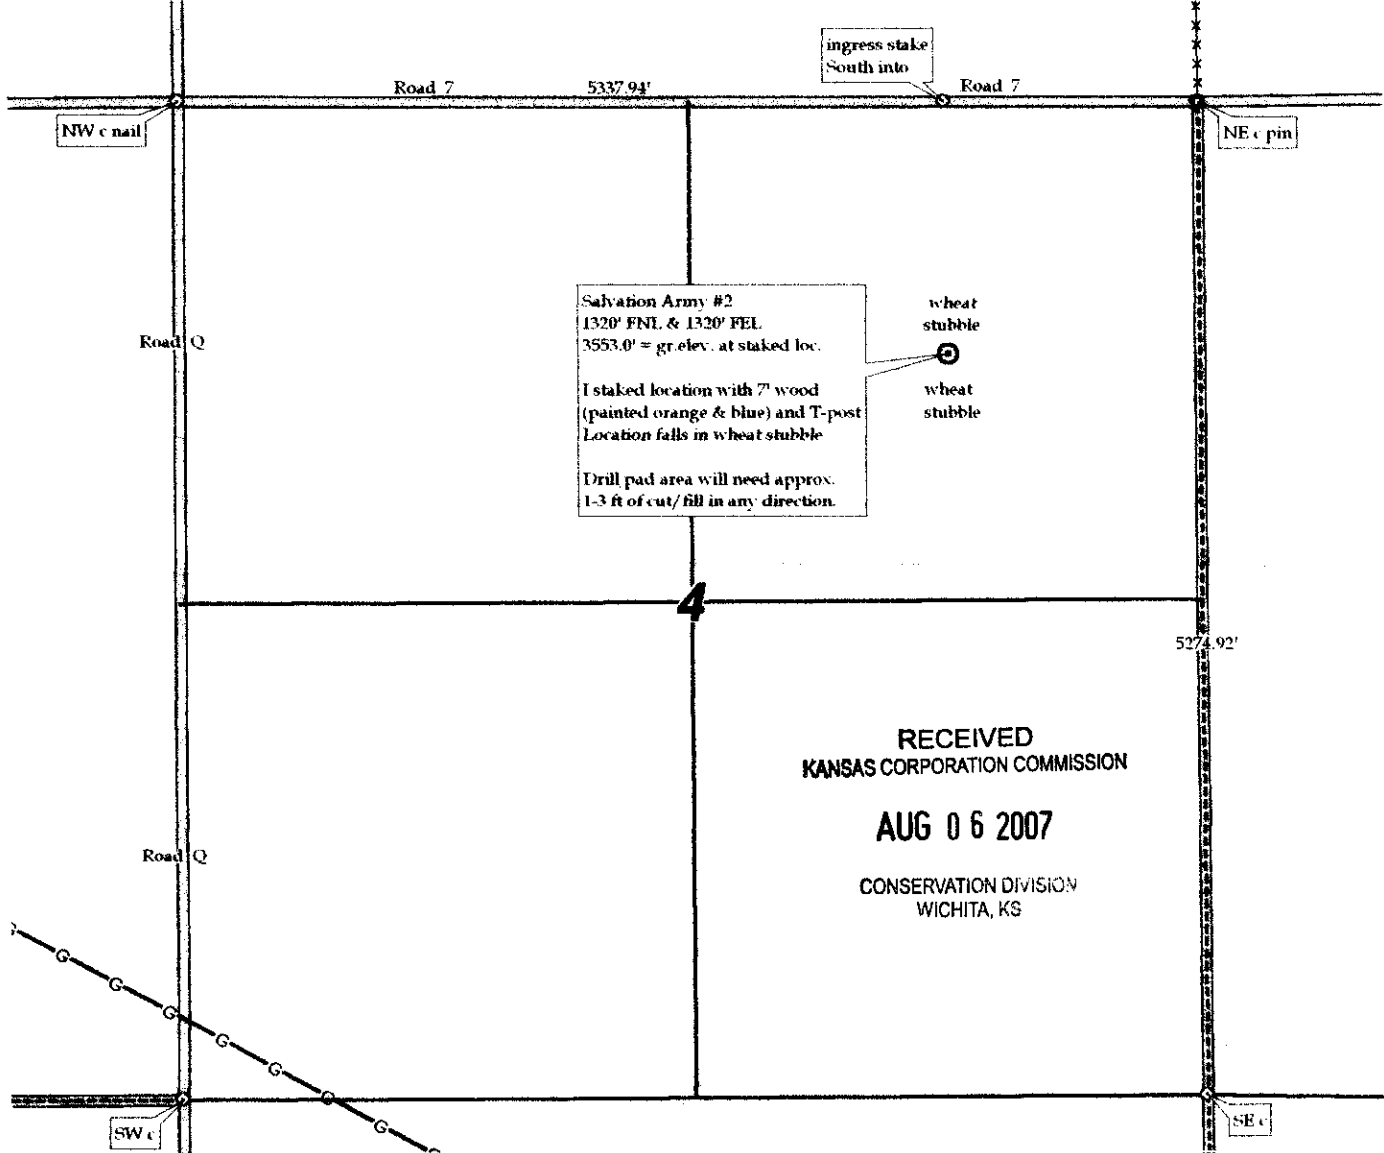 ingress stake
South into
Road 7
5337.94'
Road 7
NW c nail
NE c pin
Salvation Army #2
1320' FNL & 1320' FEL
3553.0' = gr.elev. at staked loc.
I staked location with 7' wood
(painted orange & blue) and T-post
Location falls in wheat stubble
Drill pad area will need approx.
1-3 ft of cut/fill in any direction.
wheat
stubble
wheat
stubble
Road Q
4
5274.92'
RECEIVED
KANSAS CORPORATION COMMISSION
AUG 06 2007
CONSERVATION DIVISION
WICHITA, KS
Road Q
G
G
G
G
G
G
G
G
SW c
SE c